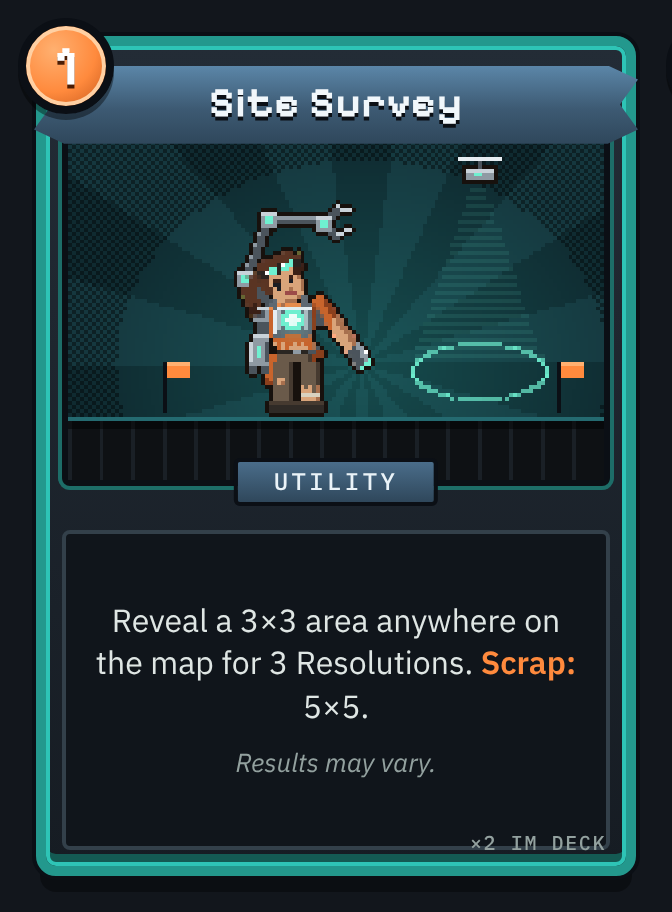 1
Site Survey
UTILITY
Reveal a 3×3 area anywhere on
the map for 3 Resolutions. Scrap:
5×5.
Results may vary.
×2 IM DECK